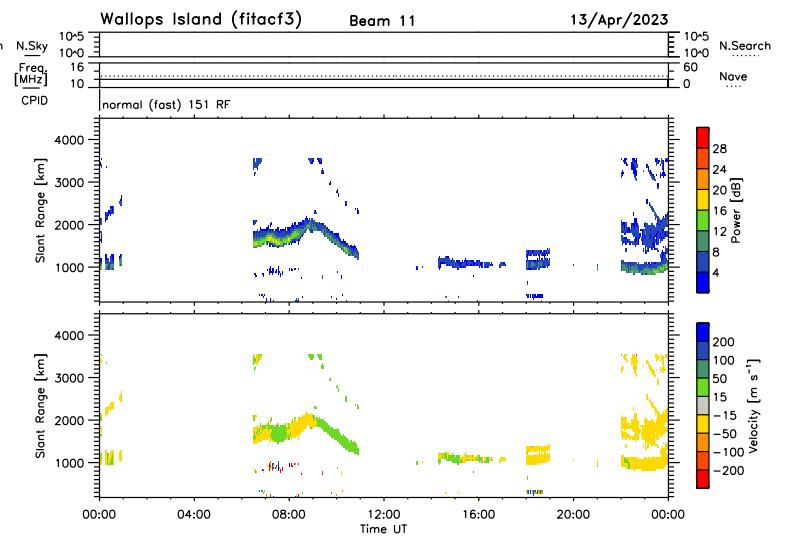 Wallops Island (fitacf3) Beam 11 13/Apr/2023
10^5 10^5
n N.Sky N.Search
10^0 10^0
Freq. 16 60
[MHz] Nave
10 0
CPID normal (fast) 151 RF
4000
3000
2000
1000
Slant Range [km]
28
24
20
16
12
8
4
Power [dB]
4000
3000
2000
1000
Slant Range [km]
200
100
50
15
-15
-50
-100
-200
Velocity [m s⁻¹]
00:00 04:00 08:00 12:00 16:00 20:00 00:00
Time UT